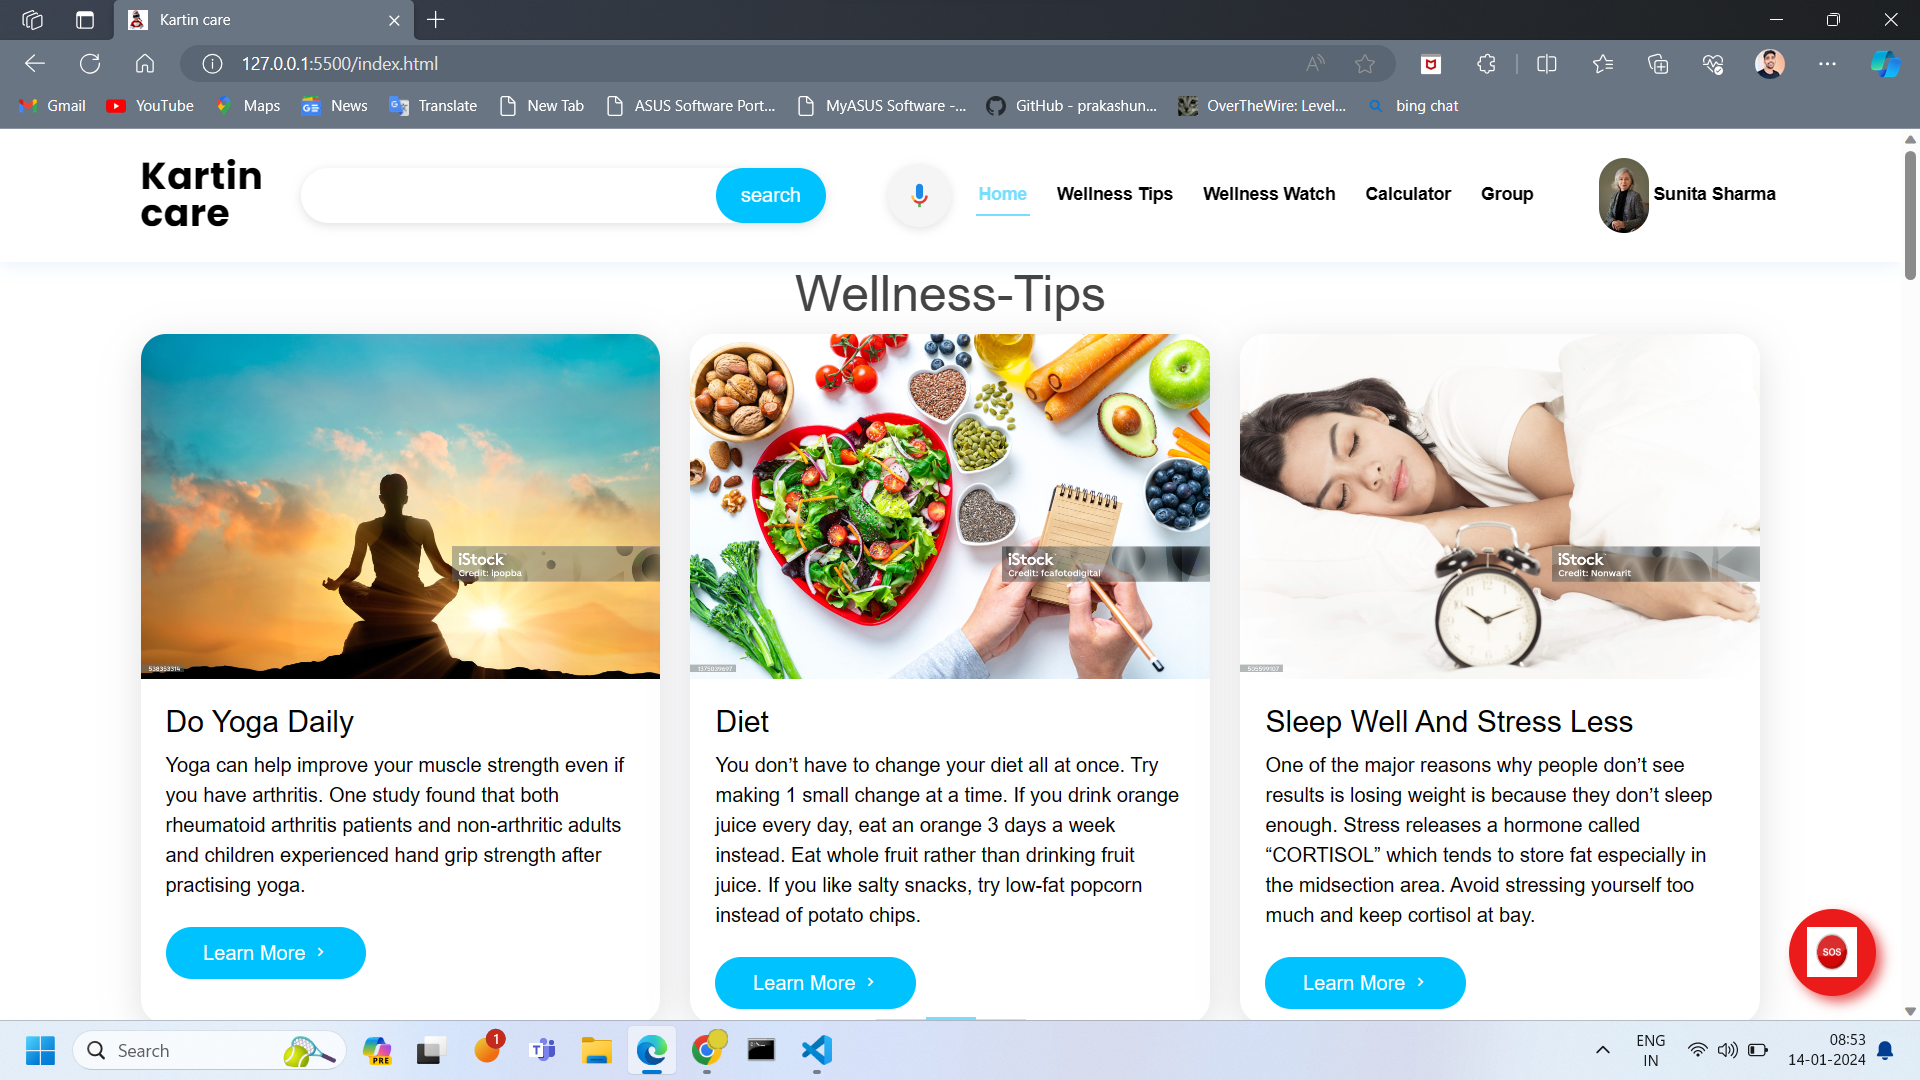 Kartin care
127.0.0.1:5500/index.html
Gmail
YouTube
Maps
News
Translate
New Tab
ASUS Software Port...
MyASUS Software -...
GitHub - prakashun...
OverTheWire: Level...
bing chat
Kartin
care
search
Home
Wellness Tips
Wellness Watch
Calculator
Group
Sunita Sharma
Wellness-Tips
iStock
Credit: ipopba
538353314
iStock
Credit: fcafotodigital
1375039697
iStock
Credit: Nonwarit
Do Yoga Daily
Yoga can help improve your muscle strength even if
you have arthritis. One study found that both
rheumatoid arthritis patients and non-arthritic adults
and children experienced hand grip strength after
practising yoga.
Learn More
Diet
You don’t have to change your diet all at once. Try
making 1 small change at a time. If you drink orange
juice every day, eat an orange 3 days a week
instead. Eat whole fruit rather than drinking fruit
juice. If you like salty snacks, try low-fat popcorn
instead of potato chips.
Learn More
Sleep Well And Stress Less
One of the major reasons why people don’t see
results is losing weight is because they don’t sleep
enough. Stress releases a hormone called
“CORTISOL” which tends to store fat especially in
the midsection area. Avoid stressing yourself too
much and keep cortisol at bay.
Learn More
SOS
Search
PRE
1
ENG
IN
08:53
14-01-2024